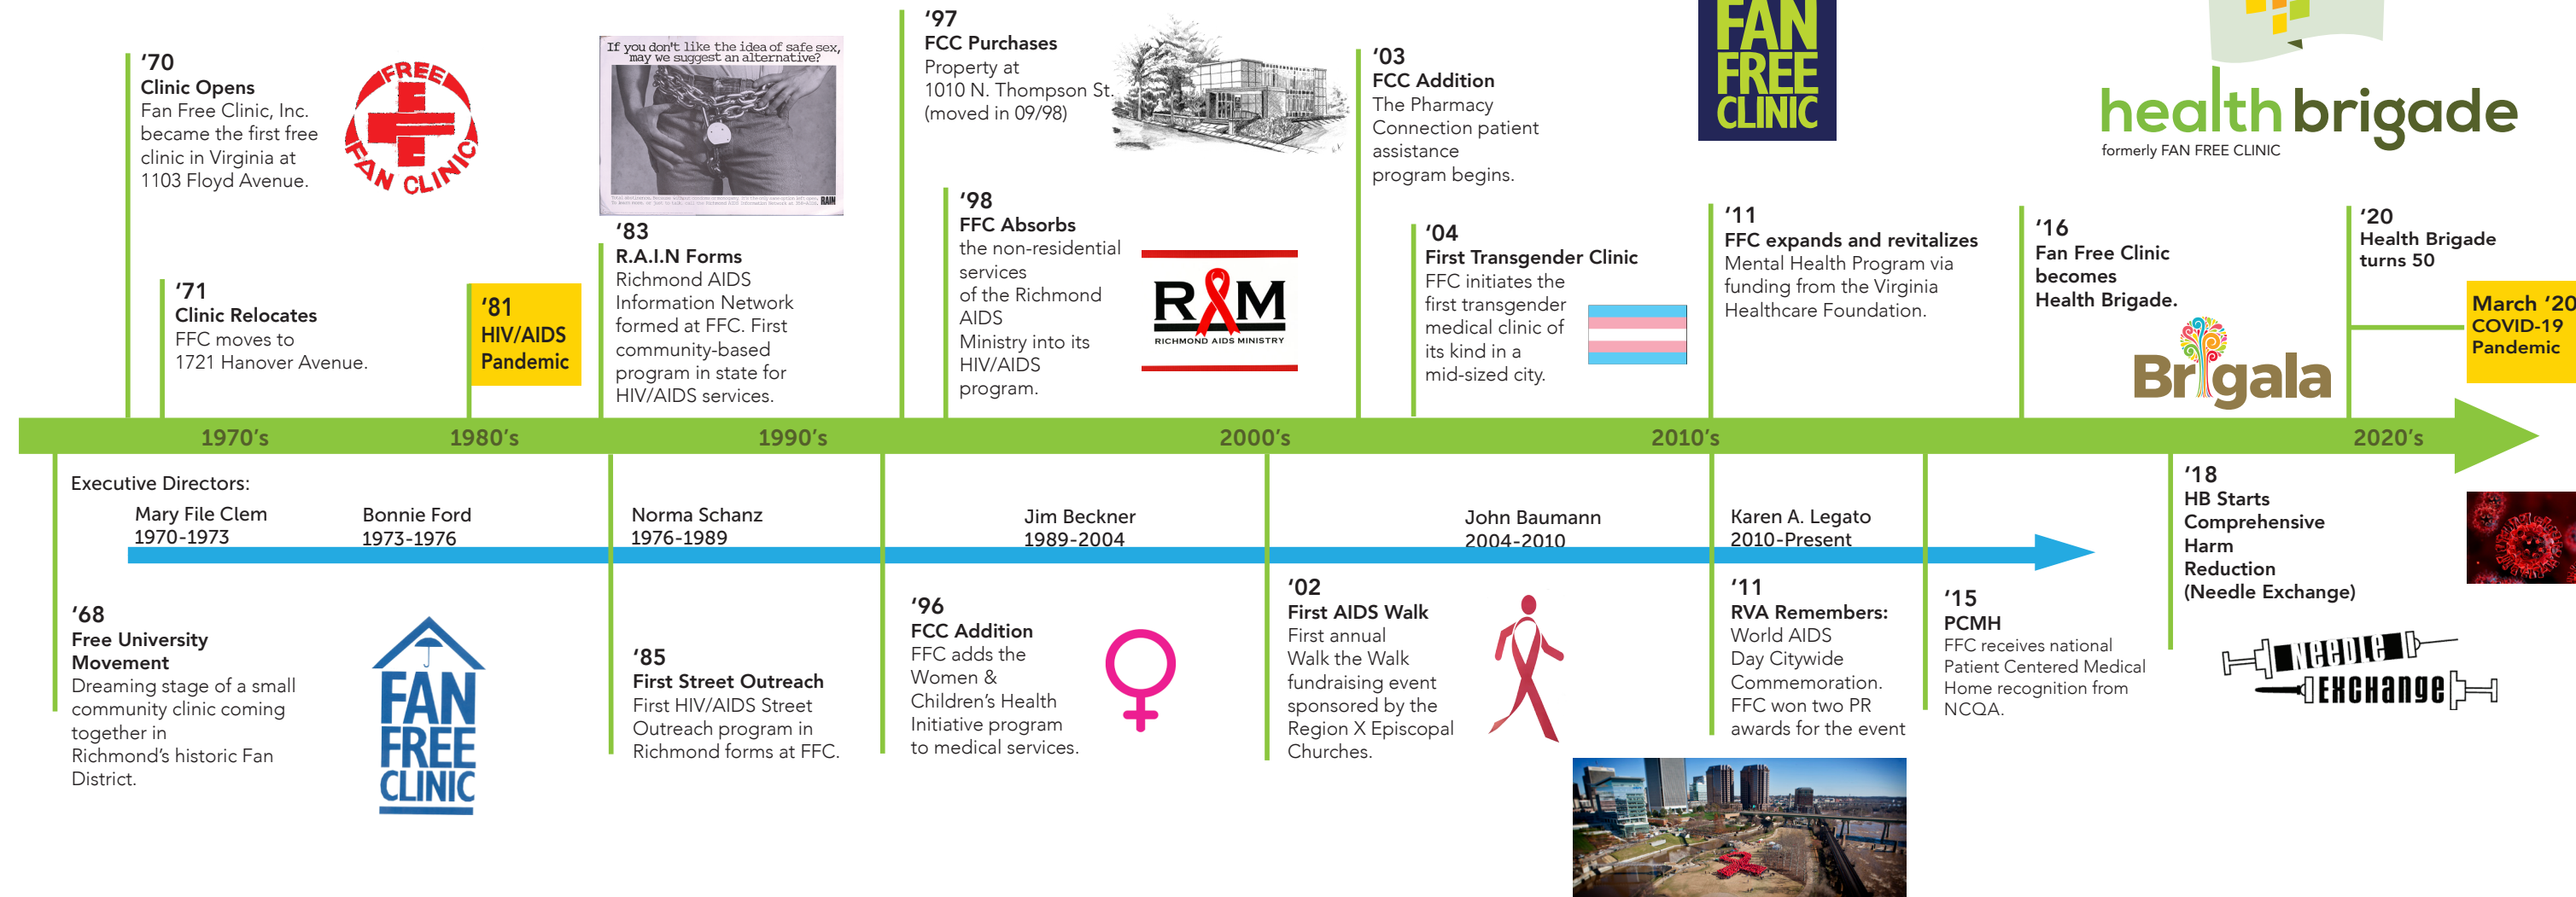 '70
Clinic Opens
Fan Free Clinic, Inc.
became the first free
clinic in Virginia at
1103 Floyd Avenue.
FREE
FAN CLINIC
'71
Clinic Relocates
FFC moves to
1721 Hanover Avenue.
'81
HIV/AIDS
Pandemic
If you don't like the idea of safe sex,
may we suggest an alternative?
RAIN
'83
R.A.I.N Forms
Richmond AIDS
Information Network
formed at FFC. First
community-based
program in state for
HIV/AIDS services.
'97
FCC Purchases
Property at
1010 N. Thompson St.
(moved in 09/98)
'98
FFC Absorbs
the non-residential
services
of the Richmond
AIDS
Ministry into its
HIV/AIDS
program.
RAM
RICHMOND AIDS MINISTRY
'03
FCC Addition
The Pharmacy
Connection patient
assistance
program begins.
'04
First Transgender Clinic
FFC initiates the
first transgender
medical clinic of
its kind in a
mid-sized city.
FAN
FREE
CLINIC
'11
FFC expands and revitalizes
Mental Health Program via
funding from the Virginia
Healthcare Foundation.
health brigade
formerly FAN FREE CLINIC
'16
Fan Free Clinic
becomes
Health Brigade.
Brigala
'20
Health Brigade
turns 50
March '20
COVID-19
Pandemic
1970's
1980's
1990's
2000's
2010's
2020's
Executive Directors:
Mary File Clem
1970-1973
Bonnie Ford
1973-1976
Norma Schanz
1976-1989
Jim Beckner
1989-2004
John Baumann
2004-2010
Karen A. Legato
2010-Present
'68
Free University
Movement
Dreaming stage of a small
community clinic coming
together in
Richmond's historic Fan
District.
FAN
FREE
CLINIC
'85
First Street Outreach
First HIV/AIDS Street
Outreach program in
Richmond forms at FFC.
'96
FCC Addition
FFC adds the
Women &
Children's Health
Initiative program
to medical services.
'02
First AIDS Walk
First annual
Walk the Walk
fundraising event
sponsored by the
Region X Episcopal
Churches.
'11
RVA Remembers:
World AIDS
Day Citywide
Commemoration.
FFC won two PR
awards for the event
'15
PCMH
FFC receives national
Patient Centered Medical
Home recognition from
NCQA.
'18
HB Starts
Comprehensive
Harm
Reduction
(Needle Exchange)
NEEDLE
EXCHANGE